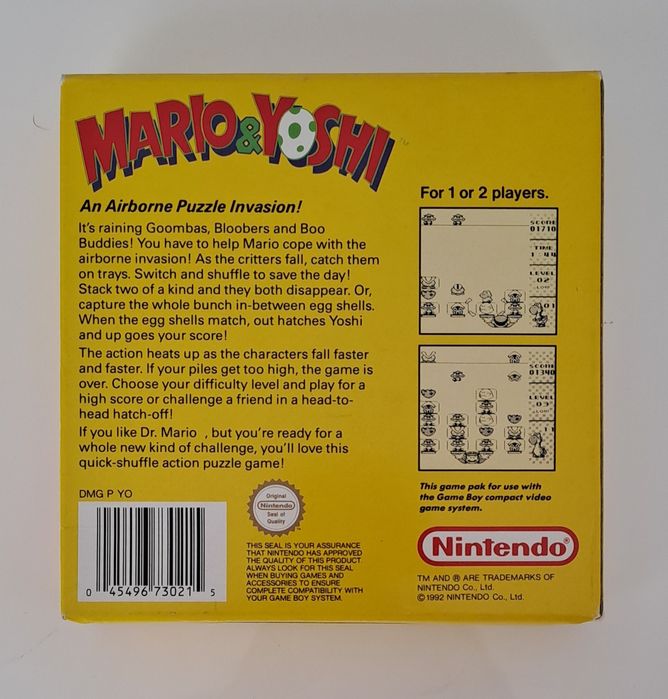 MARIO & YOSHI
An Airborne Puzzle Invasion!
It's raining Goombas, Bloobers and Boo
Buddies! You have to help Mario cope with the
airborne invasion! As the critters fall, catch them
on trays. Switch and shuffle to save the day!
Stack two of a kind and they both disappear. Or,
capture the whole bunch in-between egg shells.
When the egg shells match, out hatches Yoshi
and up goes your score!
The action heats up as the characters fall faster
and faster. If your piles get too high, the game is
over. Choose your difficulty level and play for a
high score or challenge a friend in a head-to-
head hatch-off!
If you like Dr. Mario , but you're ready for a
whole new kind of challenge, you'll love this
quick-shuffle action puzzle game!
DMG P YO
0 45496 73021 5
Original
Nintendo
Seal of
Quality
THIS SEAL IS YOUR ASSURANCE
THAT NINTENDO HAS APPROVED
THE QUALITY OF THIS PRODUCT.
ALWAYS LOOK FOR THIS SEAL
WHEN BUYING GAMES AND
ACCESSORIES TO ENSURE
COMPLETE COMPATIBILITY WITH
YOUR GAME BOY SYSTEM.
For 1 or 2 players.
SCORE
01710
TIME
1 44
LEVEL
02
LOW
SCORE
01340
LEVEL
03
LOW
This game pak for use with
the Game Boy compact video
game system.
Nintendo®
TM AND ® ARE TRADEMARKS OF
NINTENDO Co., Ltd.
©1992 NINTENDO Co., Ltd.